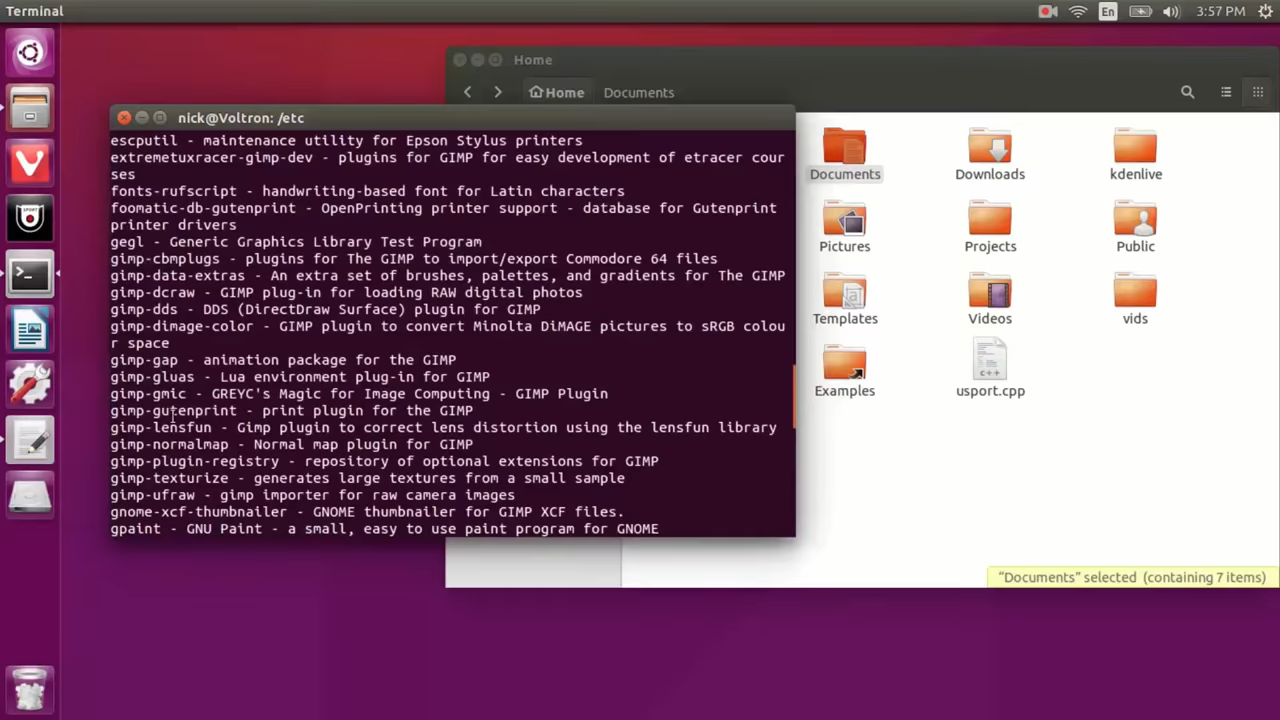 Terminal
En
3:57 PM
Home
Home
Documents
nick@Voltron: /etc
escputil - maintenance utility for Epson Stylus printers
extremetuxracer-gimp-dev - plugins for GIMP for easy development of etracer cour
ses
fonts-rufscript - handwriting-based font for Latin characters
foomatic-db-gutenprint - OpenPrinting printer support - database for Gutenprint
printer drivers
gegl - Generic Graphics Library Test Program
gimp-cbmplugs - plugins for The GIMP to import/export Commodore 64 files
gimp-data-extras - An extra set of brushes, palettes, and gradients for The GIMP
gimp-dcraw - GIMP plug-in for loading RAW digital photos
gimp-dds - DDS (DirectDraw Surface) plugin for GIMP
gimp-dimage-color - GIMP plugin to convert Minolta DiMAGE pictures to sRGB colou
r space
gimp-gap - animation package for the GIMP
gimp-gluas - Lua environment plug-in for GIMP
gimp-gmic - GREYC's Magic for Image Computing - GIMP Plugin
gimp-gutenprint - print plugin for the GIMP
gimp-lensfun - Gimp plugin to correct lens distortion using the lensfun library
gimp-normalmap - Normal map plugin for GIMP
gimp-plugin-registry - repository of optional extensions for GIMP
gimp-texturize - generates large textures from a small sample
gimp-ufraw - gimp importer for raw camera images
gnome-xcf-thumbnailer - GNOME thumbnailer for GIMP XCF files.
gpaint - GNU Paint - a small, easy to use paint program for GNOME
Documents
Downloads
kdenlive
Pictures
Projects
Public
Templates
Videos
vids
C++
Examples
usport.cpp
“Documents” selected (containing 7 items)